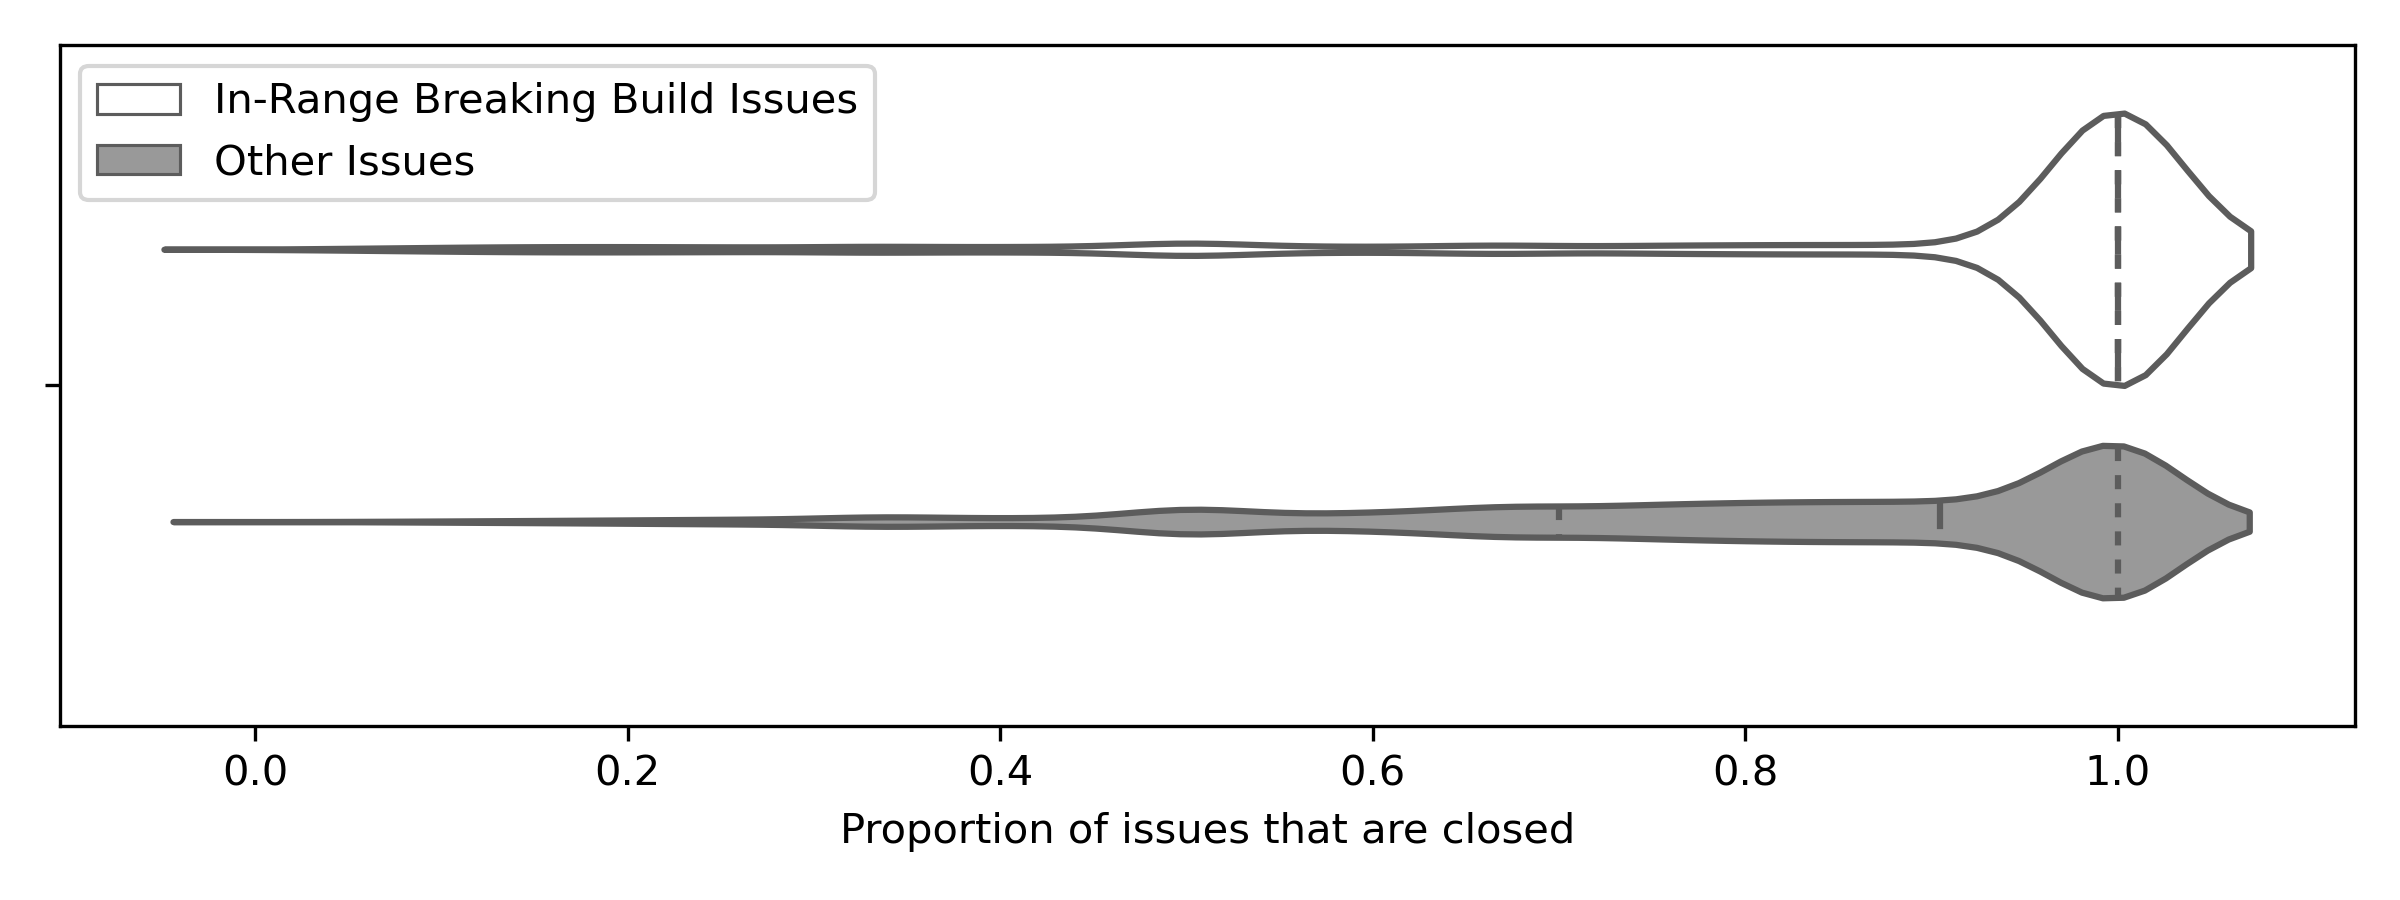 In-Range Breaking Build Issues
Other Issues
0.0 0.2 0.4 0.6 0.8 1.0
Proportion of issues that are closed